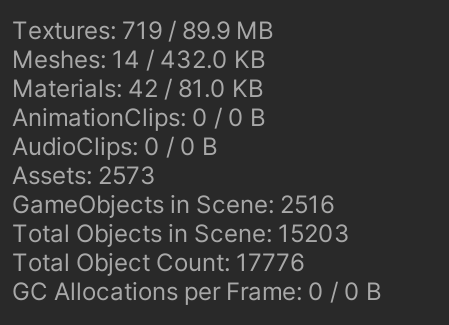 Textures: 719 / 89.9 MB
Meshes: 14 / 432.0 KB
Materials: 42 / 81.0 KB
AnimationClips: 0 / 0 B
AudioClips: 0 / 0 B
Assets: 2573
GameObjects in Scene: 2516
Total Objects in Scene: 15203
Total Object Count: 17776
GC Allocations per Frame: 0 / 0 B